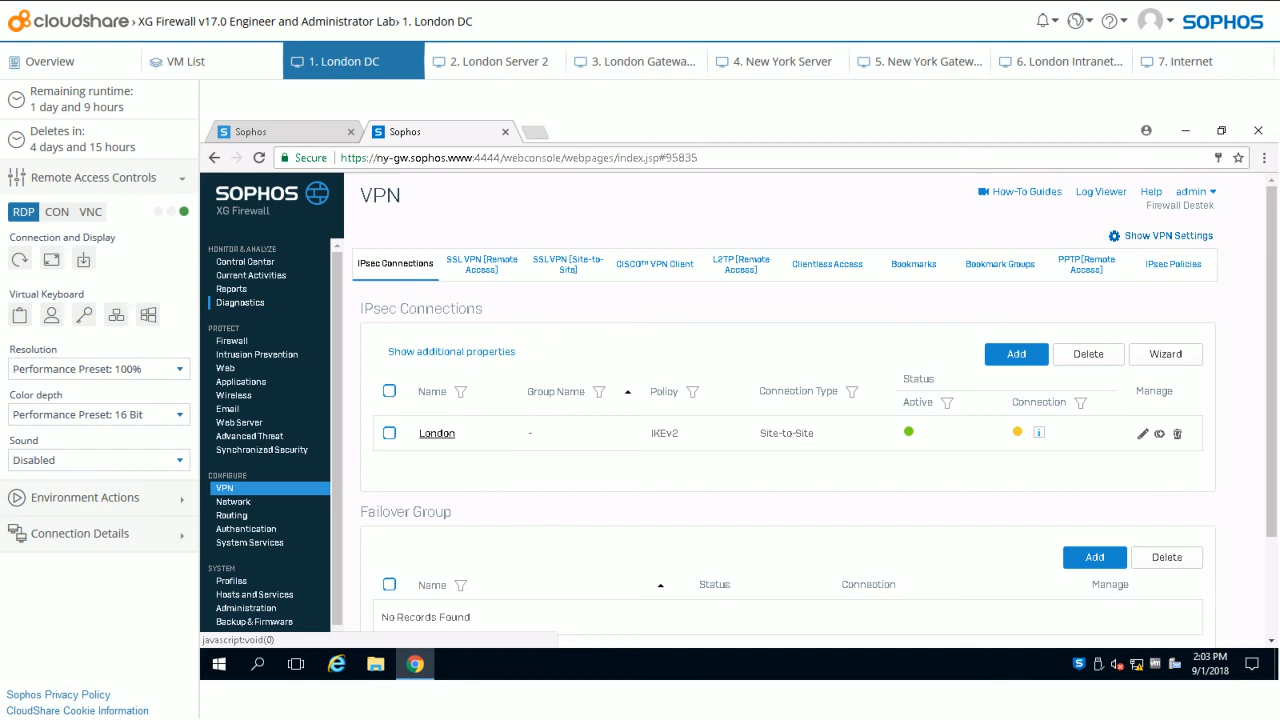 cloudshare › XG Firewall v17.0 Engineer and Administrator Lab› 1. London DC
SOPHOS
Overview
VM List
1. London DC
2. London Server 2
3. London Gatewa...
4. New York Server
5. New York Gatew...
6. London Intranet...
7. Internet
Remaining runtime:
1 day and 9 hours
Deletes in:
4 days and 15 hours
Remote Access Controls
RDP CON VNC
Connection and Display
Virtual Keyboard
Resolution
Performance Preset: 100%
Color depth
Performance Preset: 16 Bit
Sound
Disabled
Environment Actions
Connection Details
Sophos Privacy Policy
CloudShare Cookie Information
Sophos
Sophos
Secure https://ny-gw.sophos.www:4444/webconsole/webpages/index.jsp#95835
SOPHOS
XG Firewall
MONITOR & ANALYZE
Control Center
Current Activities
Reports
Diagnostics
PROTECT
Firewall
Intrusion Prevention
Web
Applications
Wireless
Email
Web Server
Advanced Threat
Synchronized Security
CONFIGURE
VPN
Network
Routing
Authentication
System Services
SYSTEM
Profiles
Hosts and Services
Administration
Backup & Firmware
javascript:void(0)
VPN
How-To Guides Log Viewer Help admin
Firewall Destek
Show VPN Settings
IPsec Connections
SSL VPN [Remote
Access]
SSL VPN [Site-to-
Site]
CISCO™ VPN Client
L2TP [Remote
Access]
Clientless Access
Bookmarks
Bookmark Groups
PPTP [Remote
Access]
IPsec Policies
IPsec Connections
Show additional properties
Add Delete Wizard
Name Group Name Policy Connection Type
Status
Active Connection
Manage
London - IKEv2 Site-to-Site
Failover Group
Add Delete
Name Status Connection Manage
No Records Found
2:03 PM
9/1/2018